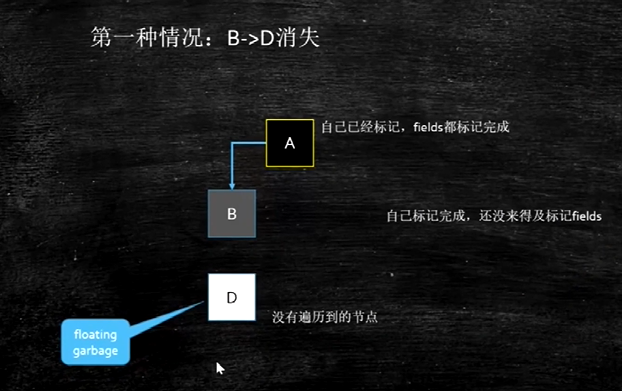 第一种情况：B->D消失
A
自己已经标记，fields都标记完成
B
自己标记完成，还没来得及标记fields
D
没有遍历到的节点
floating
garbage